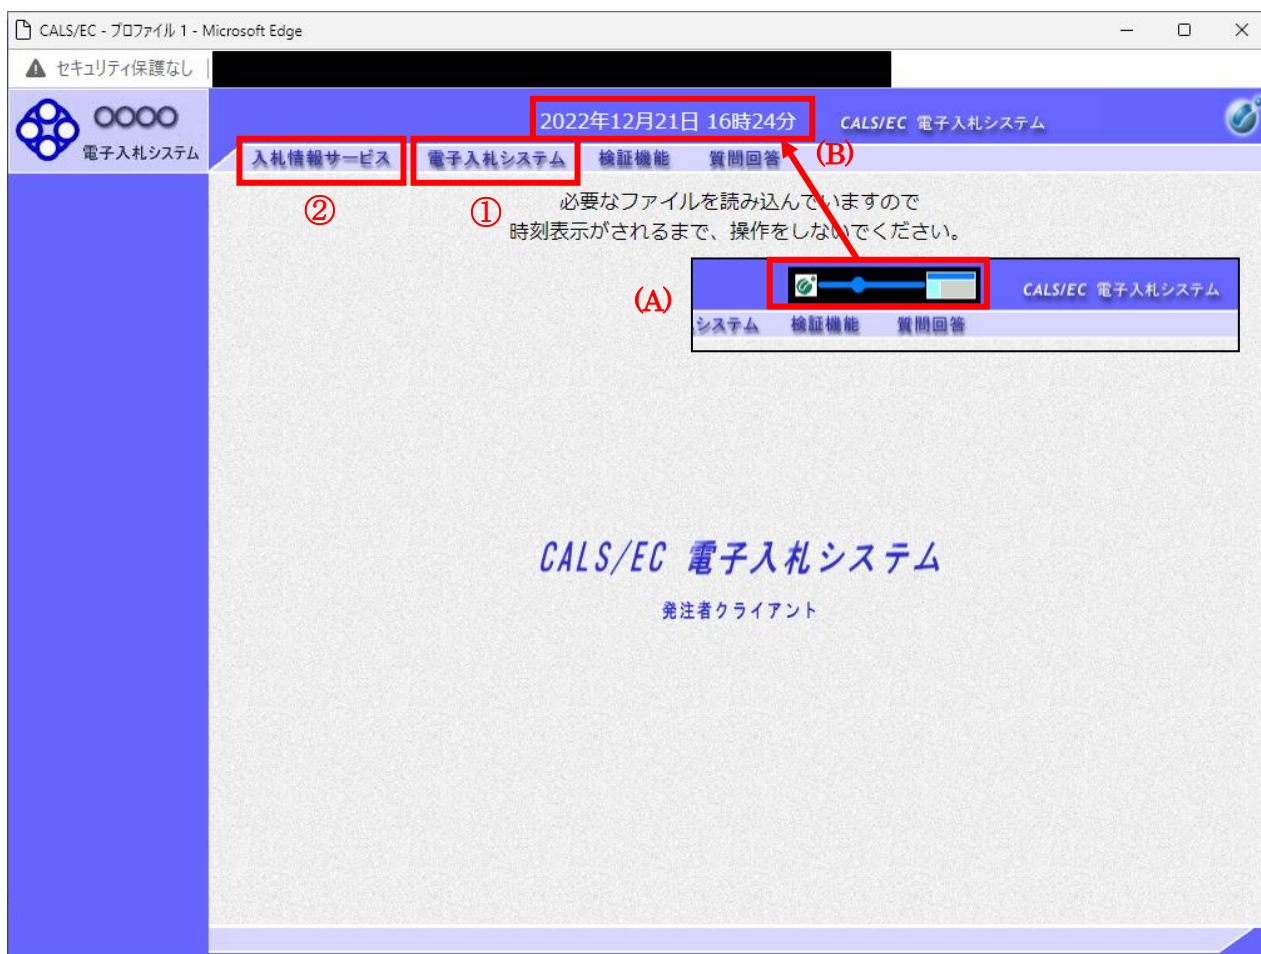 CALS/EC - プロファイル 1 - Microsoft Edge
セキュリティ保護なし
〇〇〇〇
電子入札システム
2022年12月21日 16時24分
CALS/EC 電子入札システム
入札情報サービス 電子入札システム 検証機能 質問回答
(B)
② ①
必要なファイルを読み込んでいますので
時刻表示がされるまで、操作をしないでください。
(A)
CALS/EC 電子入札システム
システム 検証機能 質問回答
CALS/EC 電子入札システム
発注者クライアント